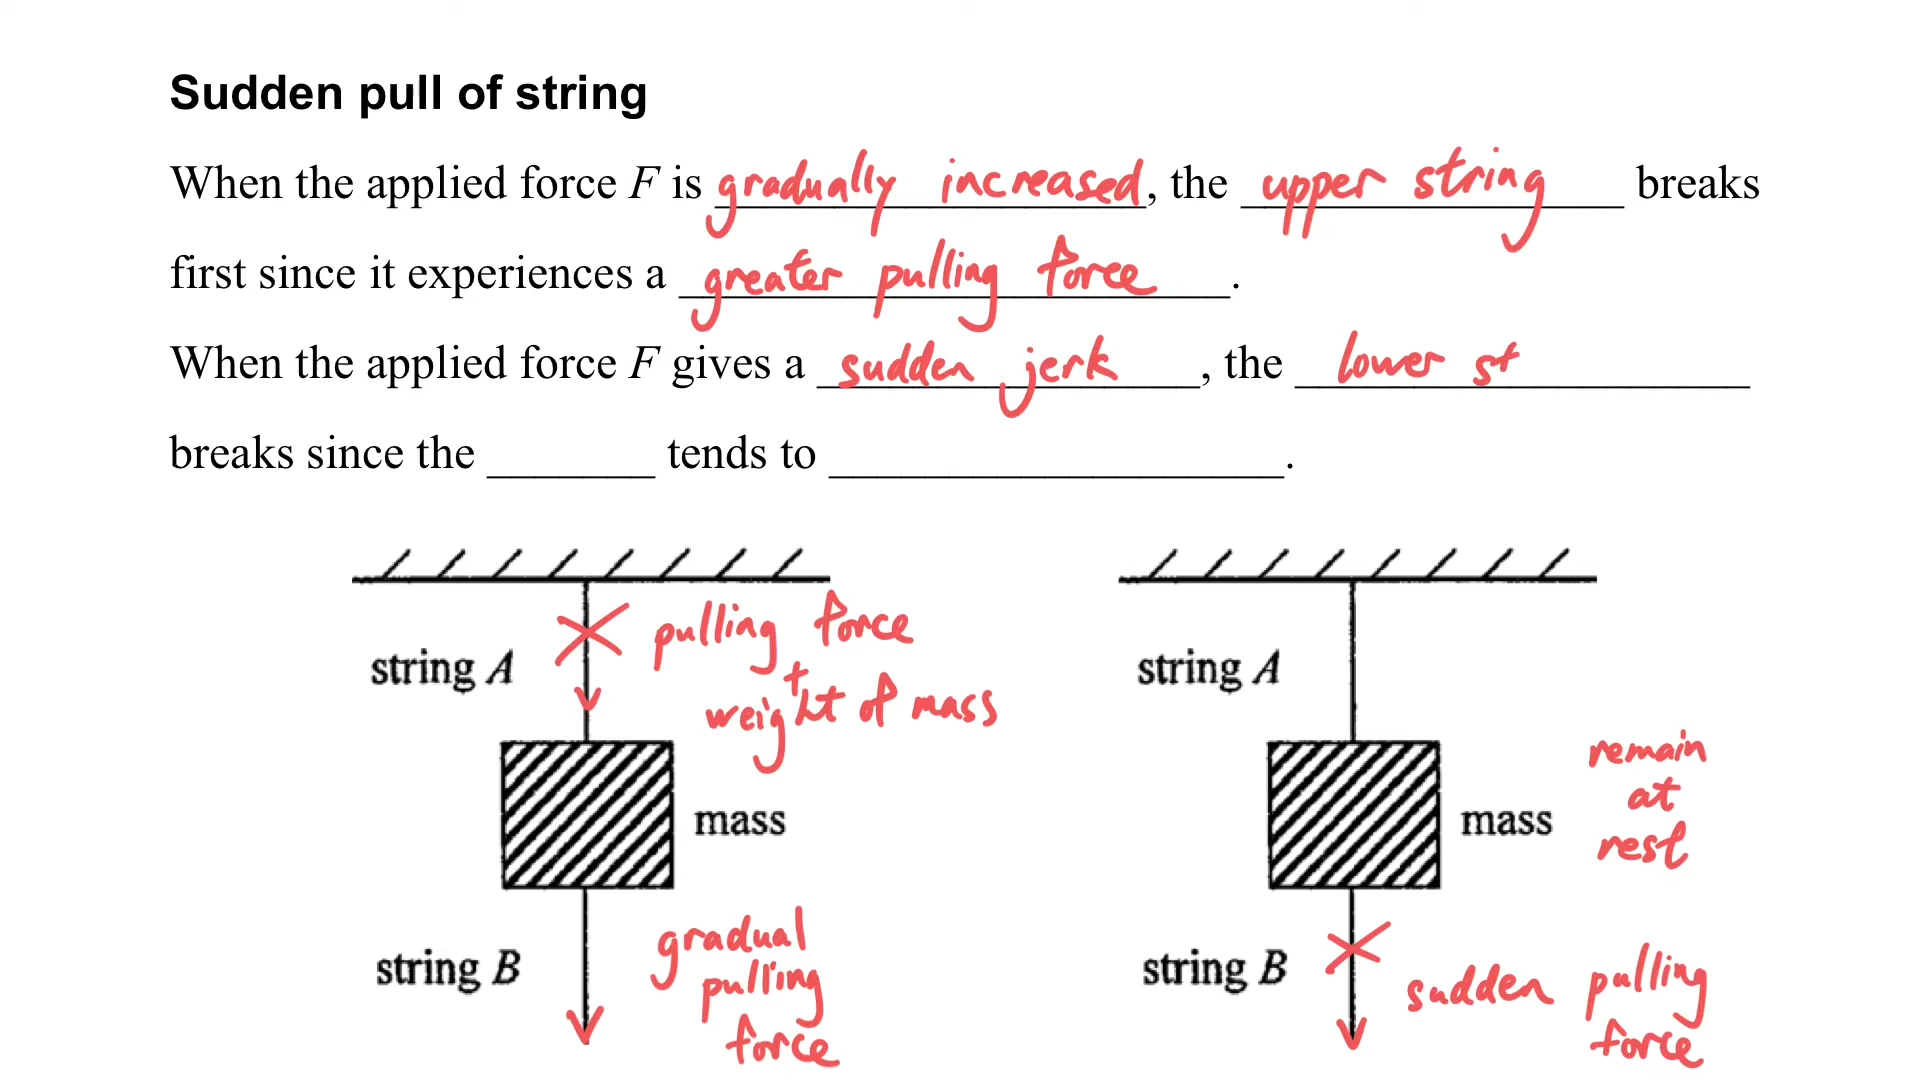 Sudden pull of string
When the applied force F is gradually increased, the upper string breaks
first since it experiences a greater pulling force.
When the applied force F gives a sudden jerk, the lower st
breaks since the _______ tends to ___________________.
pulling force
+
weight of mass
string A
mass
string B
gradual
pulling
force
string A
mass
remain
at
rest
string B
sudden pulling
force